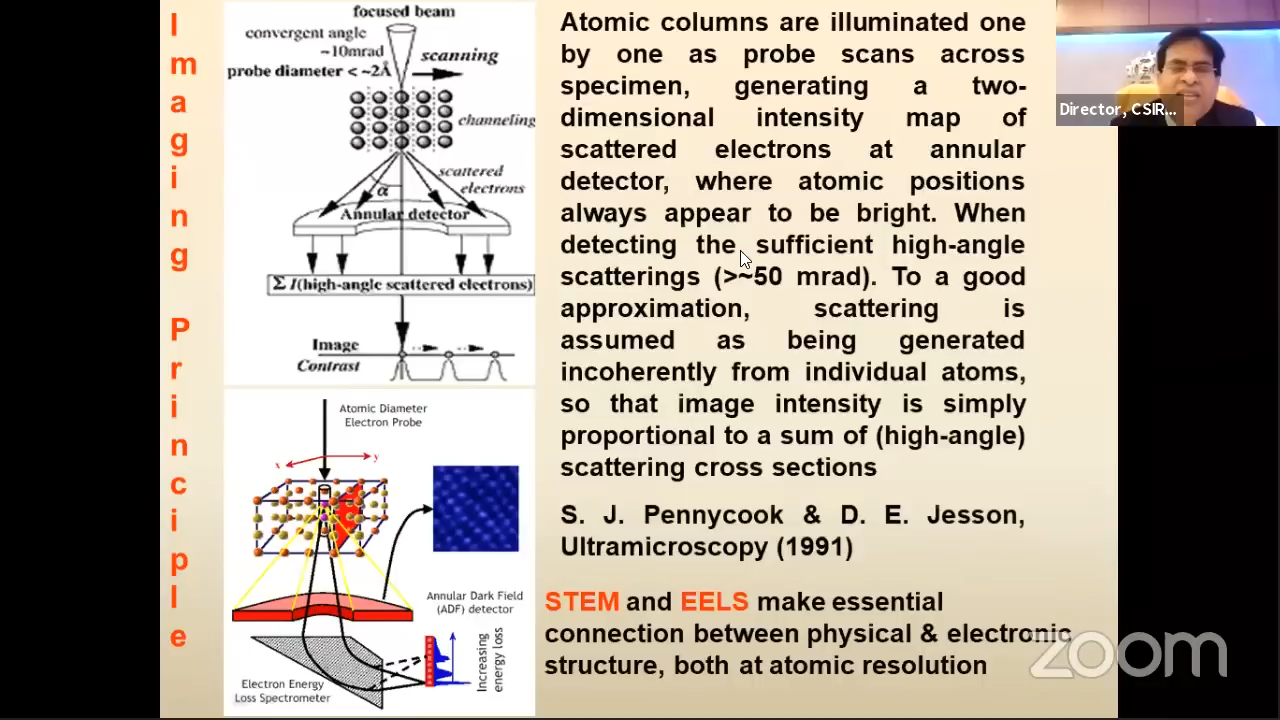 Imaging Principle
focused beam
convergent angle
~10mrad
scanning
probe diameter < ~2Å
channeling
scattered
electrons
α
Annular detector
Σ I(high-angle scattered electrons)
Image
Contrast
Atomic Diameter
Electron Probe
x
y
Annular Dark Field
(ADF) detector
Increasing
energy loss
Electron Energy
Loss Spectrometer
Atomic columns are illuminated one
by one as probe scans across
specimen, generating a two-
dimensional intensity map of
scattered electrons at annular
detector, where atomic positions
always appear to be bright. When
detecting the sufficient high-angle
scatterings (>~50 mrad). To a good
approximation, scattering is
assumed as being generated
incoherently from individual atoms,
so that image intensity is simply
proportional to a sum of (high-angle)
scattering cross sections
S. J. Pennycook & D. E. Jesson,
Ultramicroscopy (1991)
STEM and EELS make essential
connection between physical & electronic
structure, both at atomic resolution
Director, CSIR...
zoom